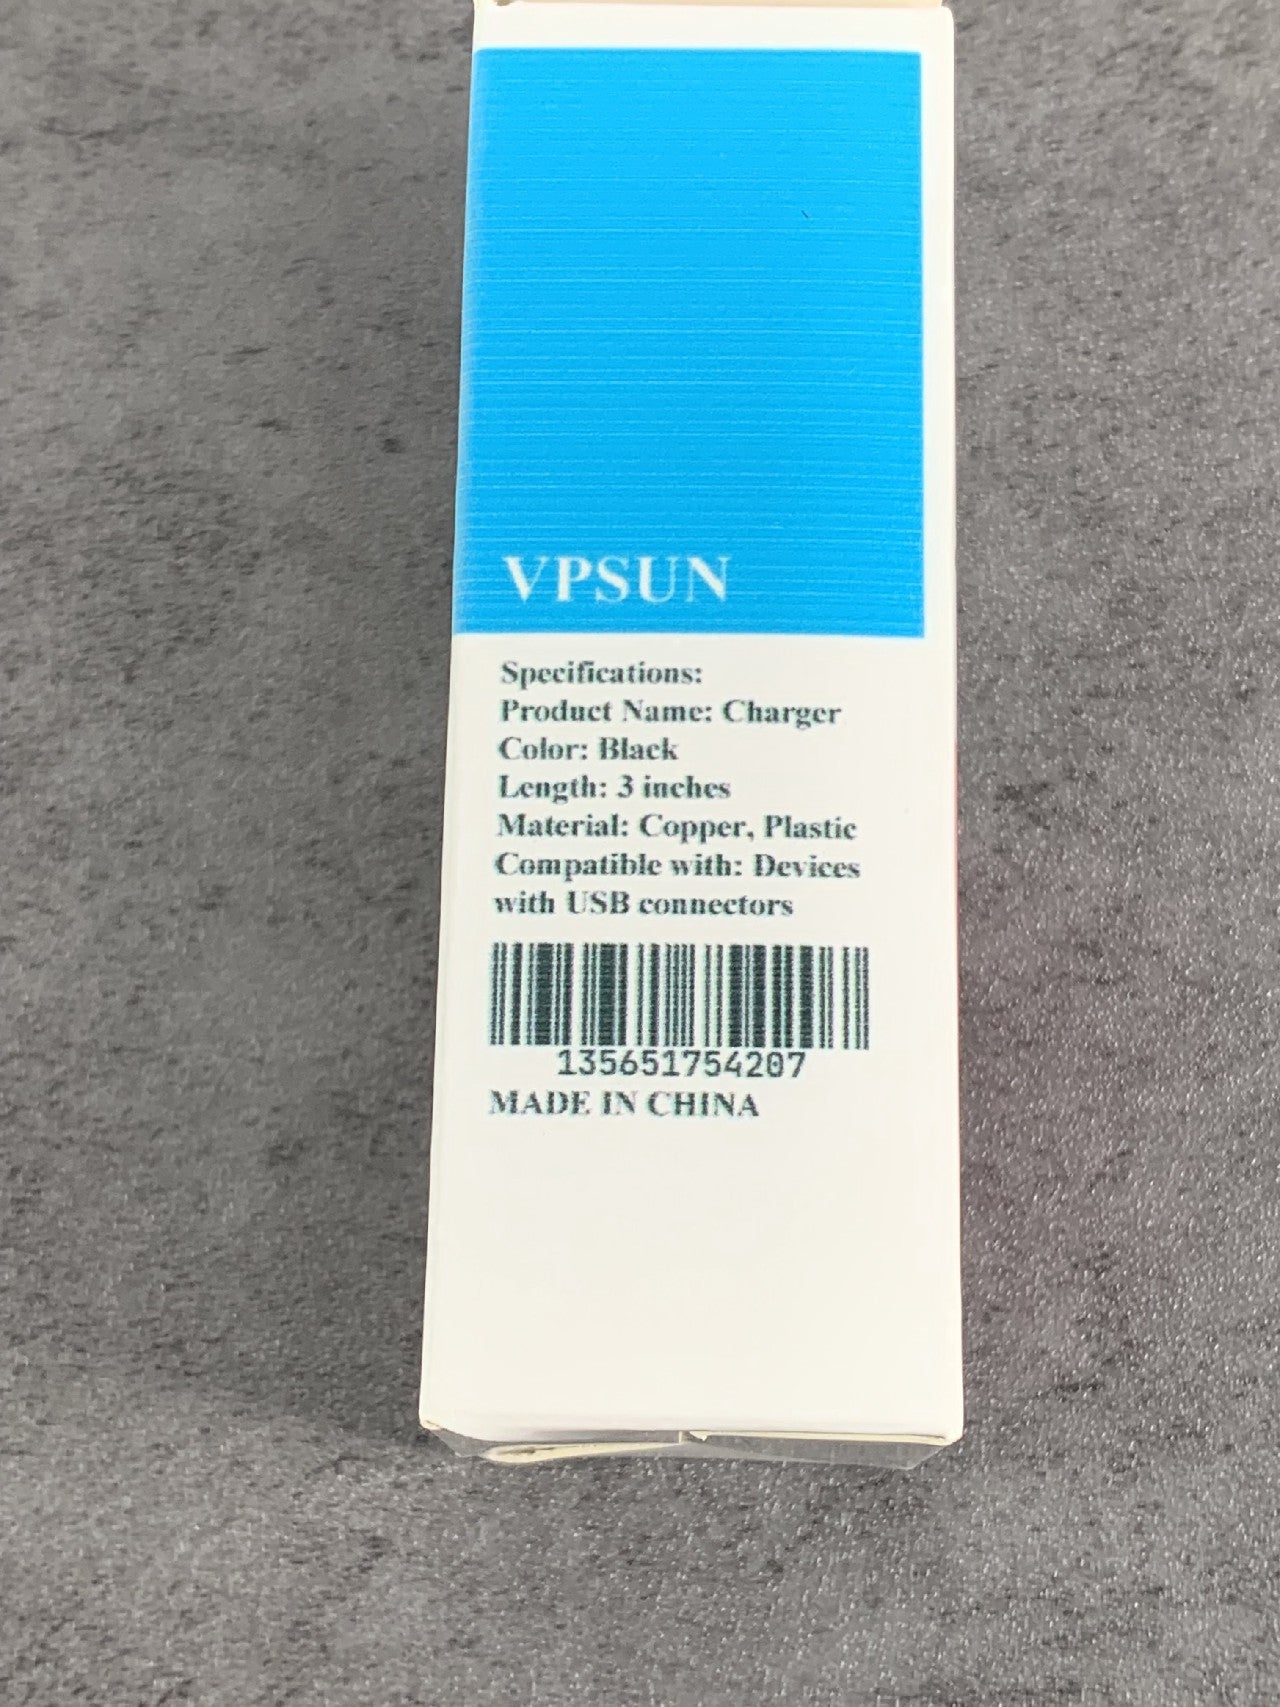 VPSUN
Specifications:
Product Name: Charger
Color: Black
Length: 3 inches
Material: Copper, Plastic
Compatible with: Devices
with USB connectors
135651754207
MADE IN CHINA